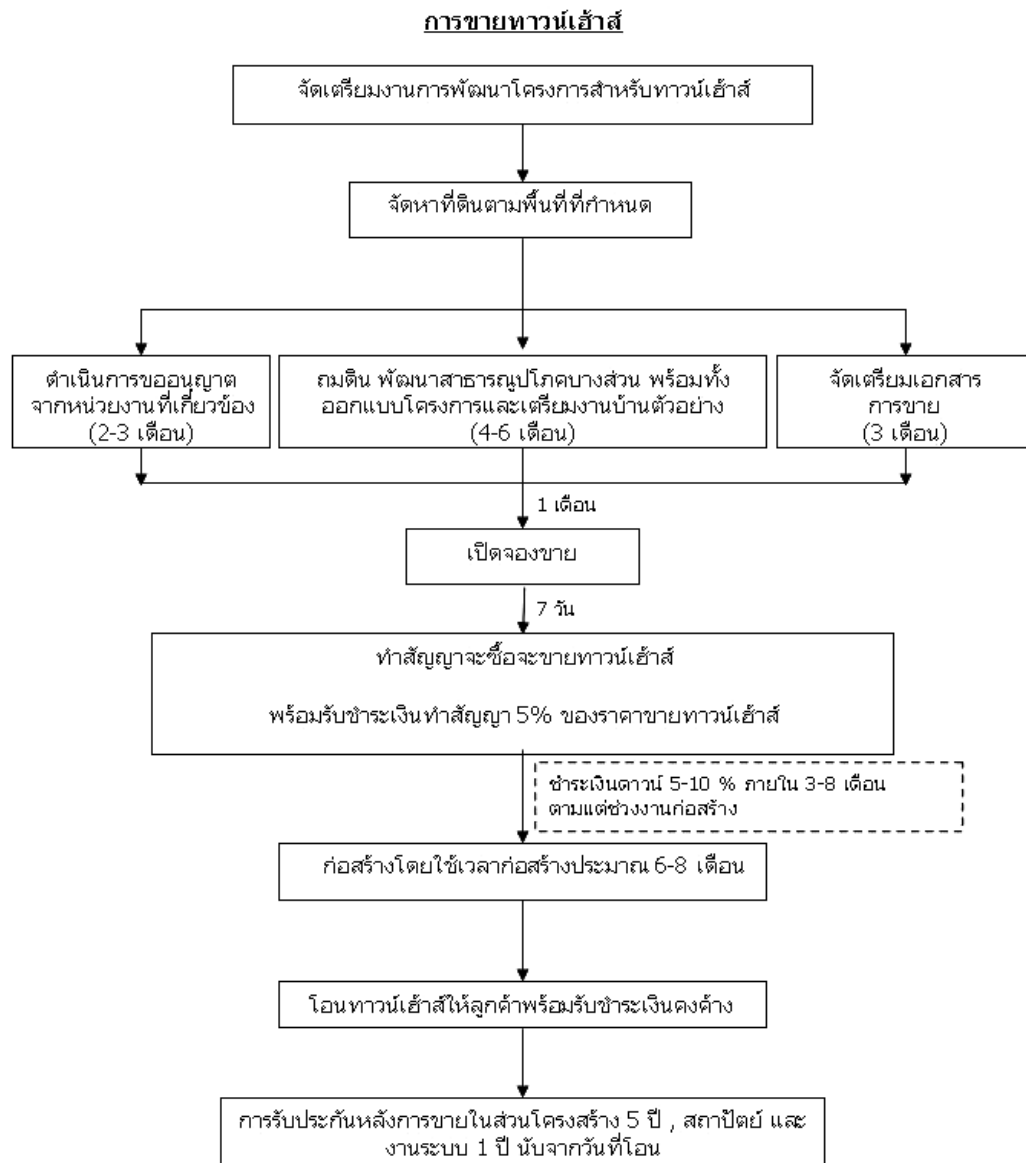 การขายทาวน์เฮ้าส์
จัดเตรียมงานการพัฒนาโครงการสำหรับทาวน์เฮ้าส์
จัดหาที่ดินตามพื้นที่ที่กำหนด
ดำเนินการขออนุญาต
จากหน่วยงานที่เกี่ยวข้อง
(2-3 เดือน)
ถมดิน พัฒนาสาธารณูปโภคบางส่วน พร้อมทั้ง
ออกแบบโครงการและเตรียมงานบ้านตัวอย่าง
(4-6 เดือน)
จัดเตรียมเอกสาร
การขาย
(3 เดือน)
1 เดือน
เปิดจองขาย
7 วัน
ทำสัญญาจะซื้อจะขายทาวน์เฮ้าส์
พร้อมรับชำระเงินทำสัญญา 5% ของราคาขายทาวน์เฮ้าส์
ชำระเงินดาวน์ 5-10 % ภายใน 3-8 เดือน
ตามแต่ช่วงงานก่อสร้าง
ก่อสร้างโดยใช้เวลาก่อสร้างประมาณ 6-8 เดือน
โอนทาวน์เฮ้าส์ให้ลูกค้าพร้อมรับชำระเงินคงค้าง
การรับประกันหลังการขายในส่วนโครงสร้าง 5 ปี , สถาปัตย์ และ
งานระบบ 1 ปี นับจากวันที่โอน